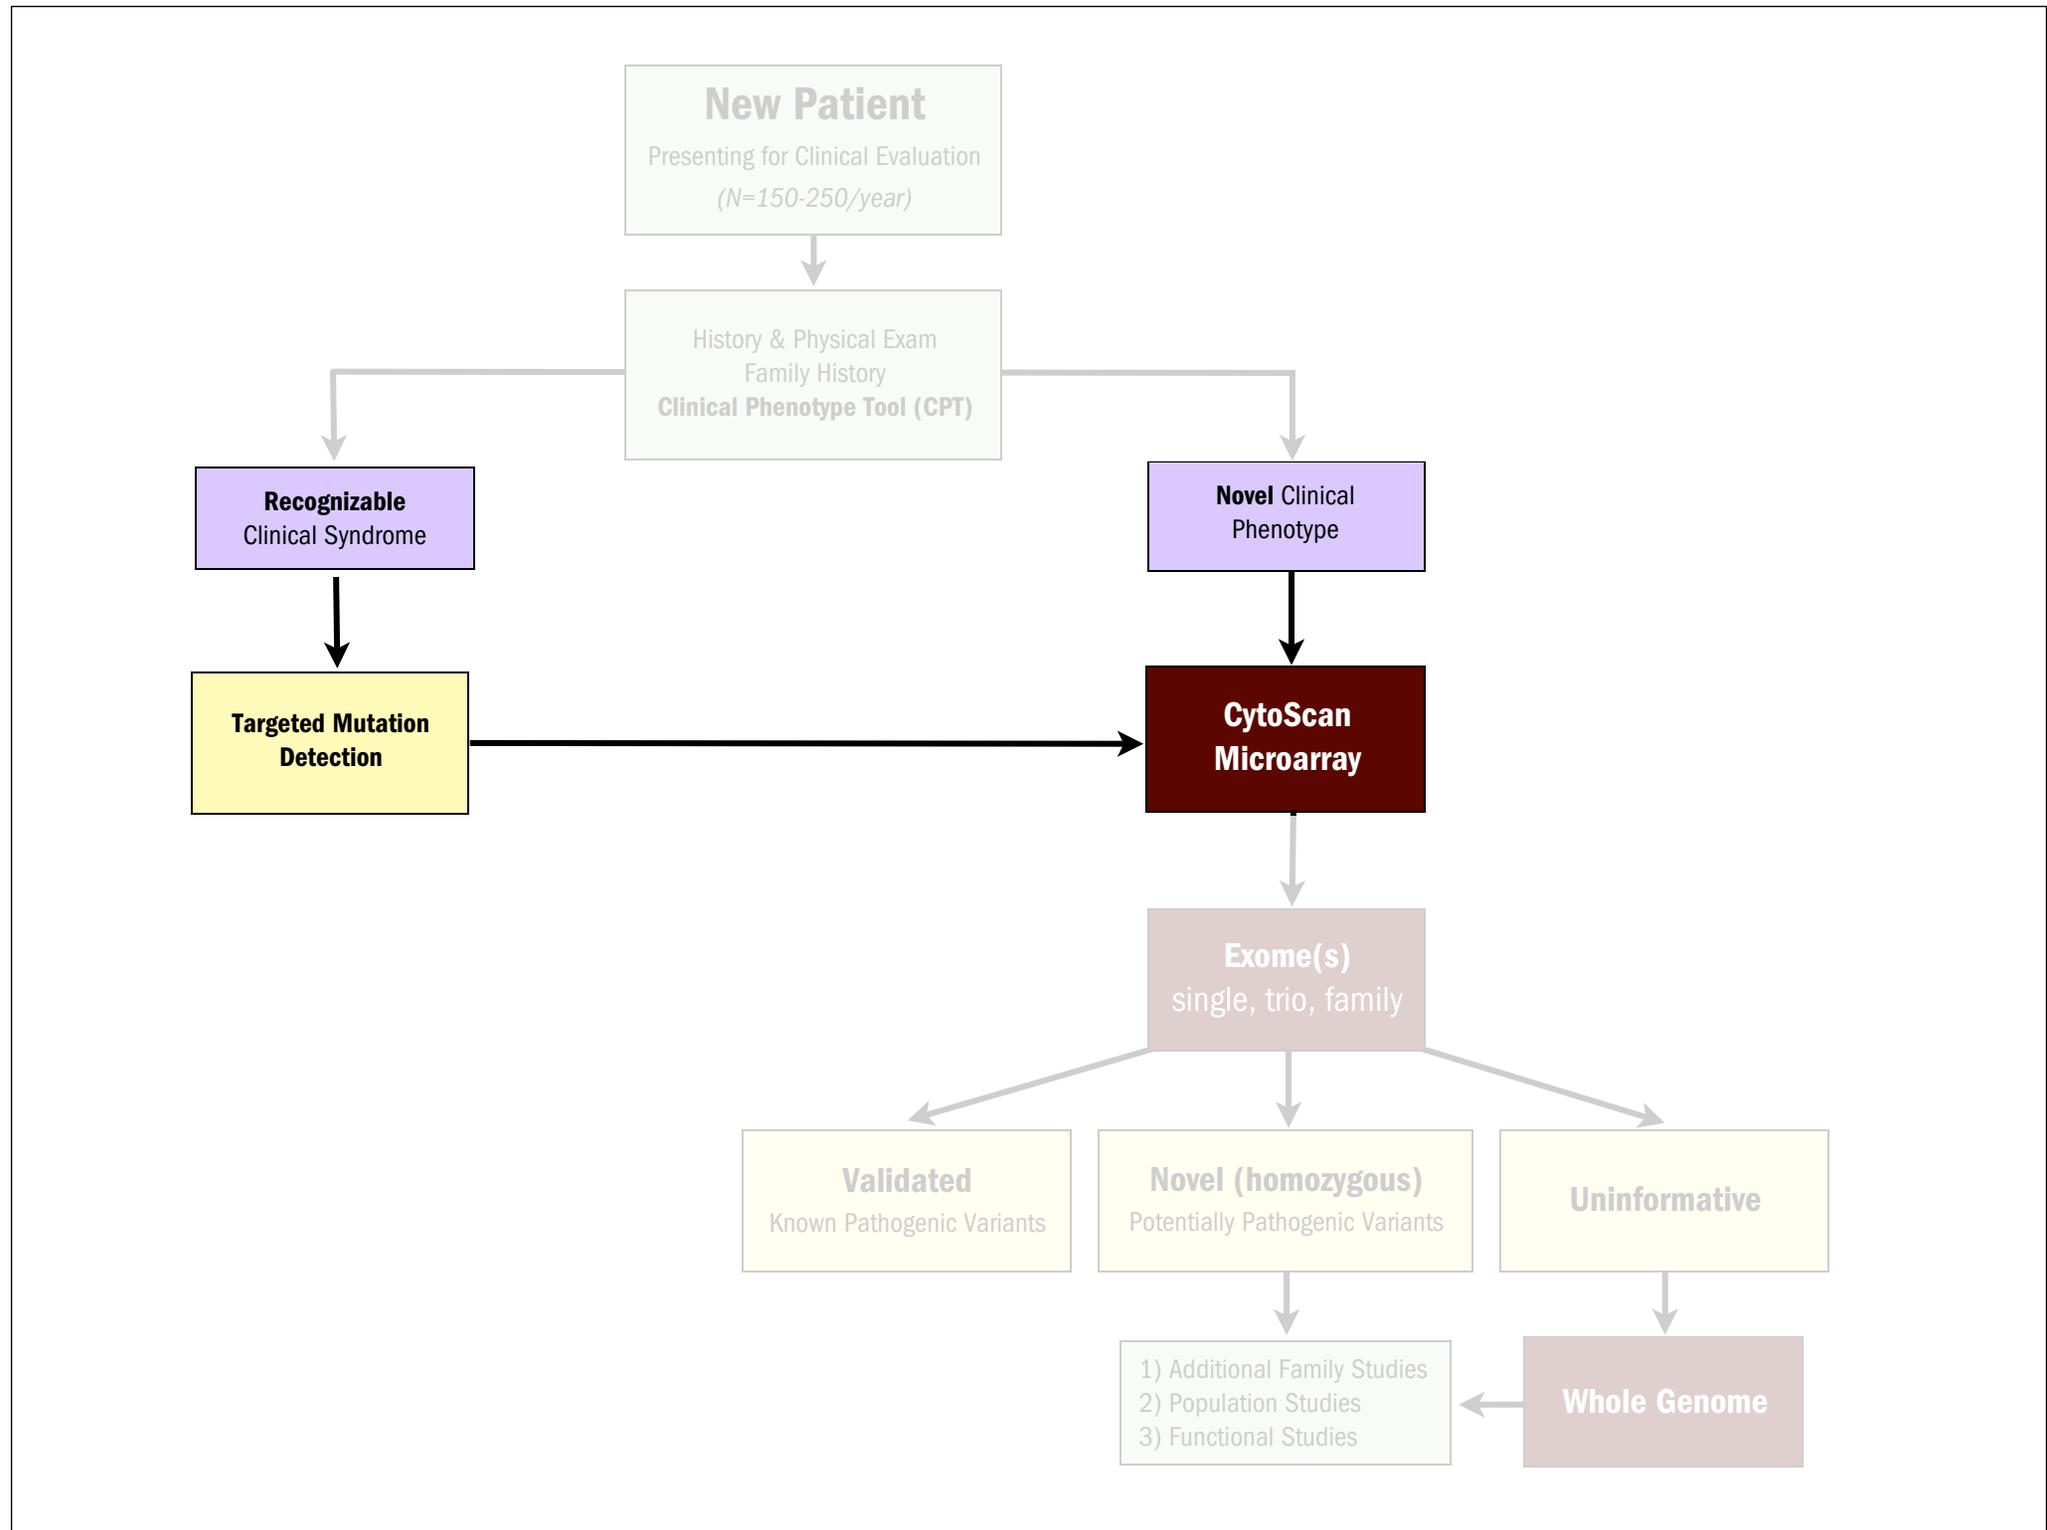 New Patient
Presenting for Clinical Evaluation
(N=150-250/year)
History & Physical Exam
Family History
Clinical Phenotype Tool (CPT)
Recognizable
Clinical Syndrome
Novel Clinical
Phenotype
Targeted Mutation
Detection
CytoScan
Microarray
Exome(s)
single, trio, family
Validated
Known Pathogenic Variants
Novel (homozygous)
Potentially Pathogenic Variants
Uninformative
1) Additional Family Studies
2) Population Studies
3) Functional Studies
Whole Genome